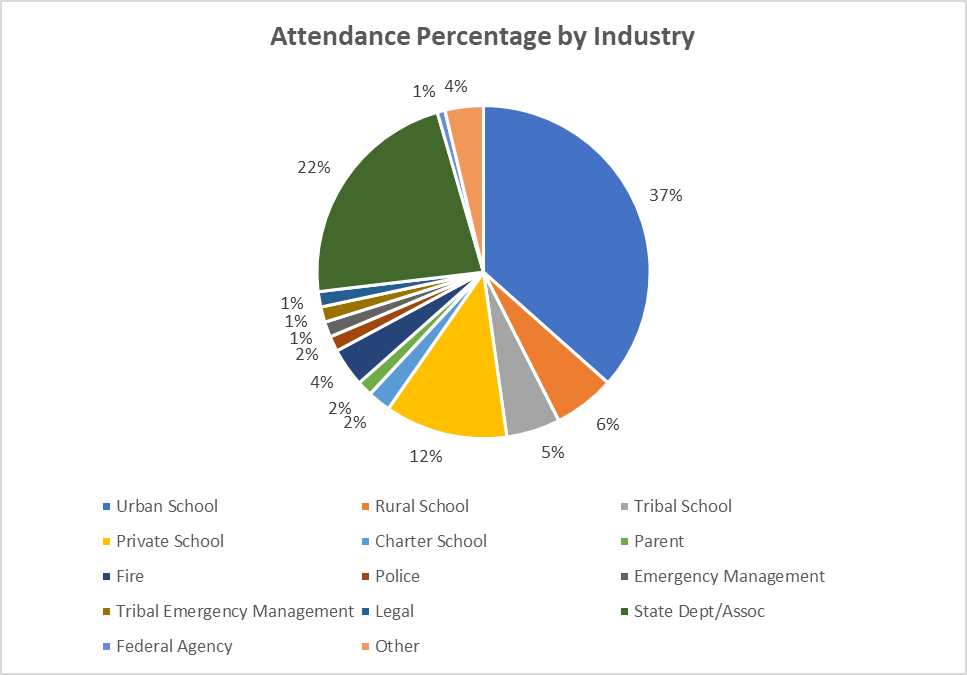 Attendance Percentage by Industry
1% 4%
22%
37%
1%
1%
1%
2%
4%
2%
2%
12%
5%
6%
Urban School Rural School Tribal School
Private School Charter School Parent
Fire Police Emergency Management
Tribal Emergency Management Legal State Dept/Assoc
Federal Agency Other